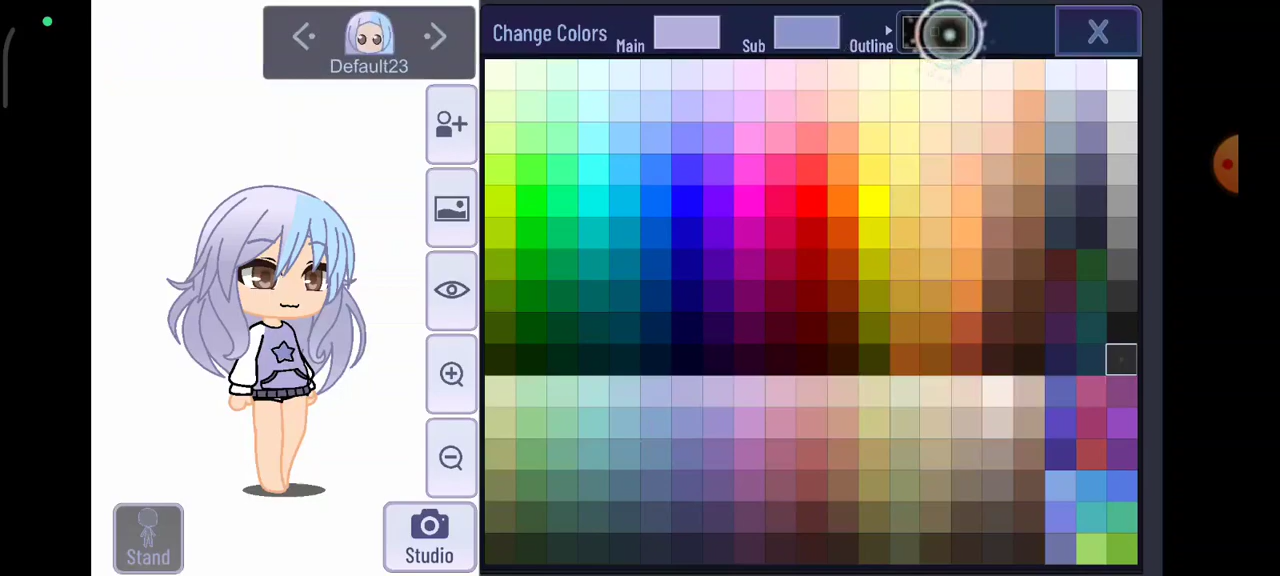 Default23
Change Colors
Main
Sub
Outline
X
Stand
Studio